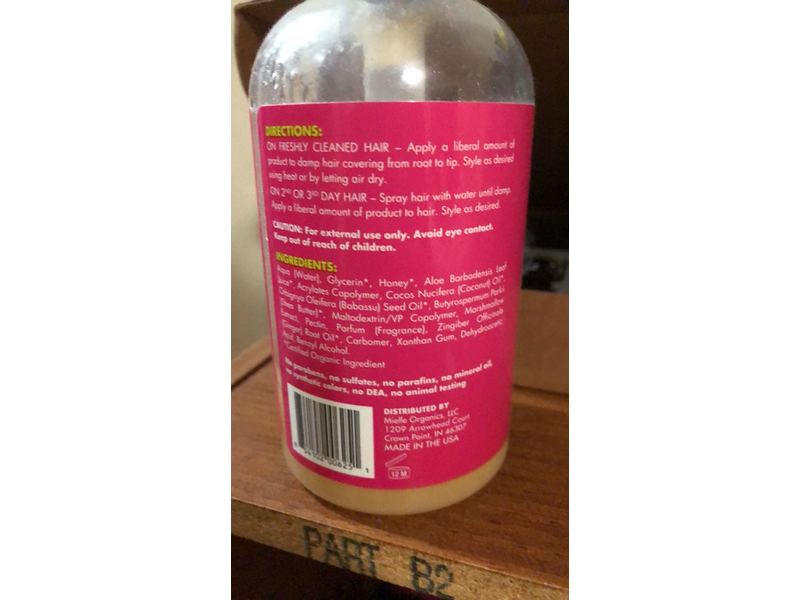 DIRECTIONS:
ON FRESHLY CLEANED HAIR – Apply a liberal amount of
product to damp hair covering from root to tip. Style as desired
using heat or by letting air dry.
ON 2ND OR 3RD DAY HAIR – Spray hair with water until damp.
Apply a liberal amount of product to hair. Style as desired.
CAUTION: For external use only. Avoid eye contact.
Keep out of reach of children.
INGREDIENTS:
Aqua (Water), Glycerin*, Honey*, Aloe Barbadensis Leaf
Juice*, Acrylates Copolymer, Cocos Nucifera (Coconut) Oil*,
Orbignya Oleifera (Babassu) Seed Oil*, Butyrospermum Parkii
(Shea Butter)*, Maltodextrin/VP Copolymer, Marshmallow
Extract, Pectin, Parfum (Fragrance), Zingiber Officinale
(Ginger) Root Oil*, Carbomer, Xanthan Gum, Dehydroacetic
Acid, Benzyl Alcohol.
*Certified Organic Ingredient
No parabens, no sulfates, no parafins, no mineral oil,
no synthetic colors, no DEA, no animal testing
DISTRIBUTED BY
Mielle Organics, LLC
1209 Arrowhead Court
Crown Point, IN 46307
MADE IN THE USA
12 M
PART B2